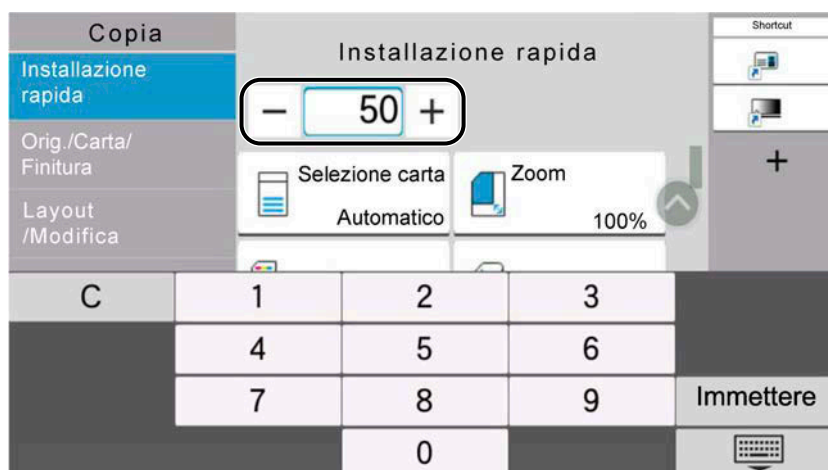 Copia
Installazione
rapida
Orig./Carta/
Finitura
Layout
/Modifica
Installazione rapida
− 50 +
Selezione carta
Automatico
Zoom
100%
Shortcut
+
C 1 2 3
4 5 6
7 8 9 Immettere
0